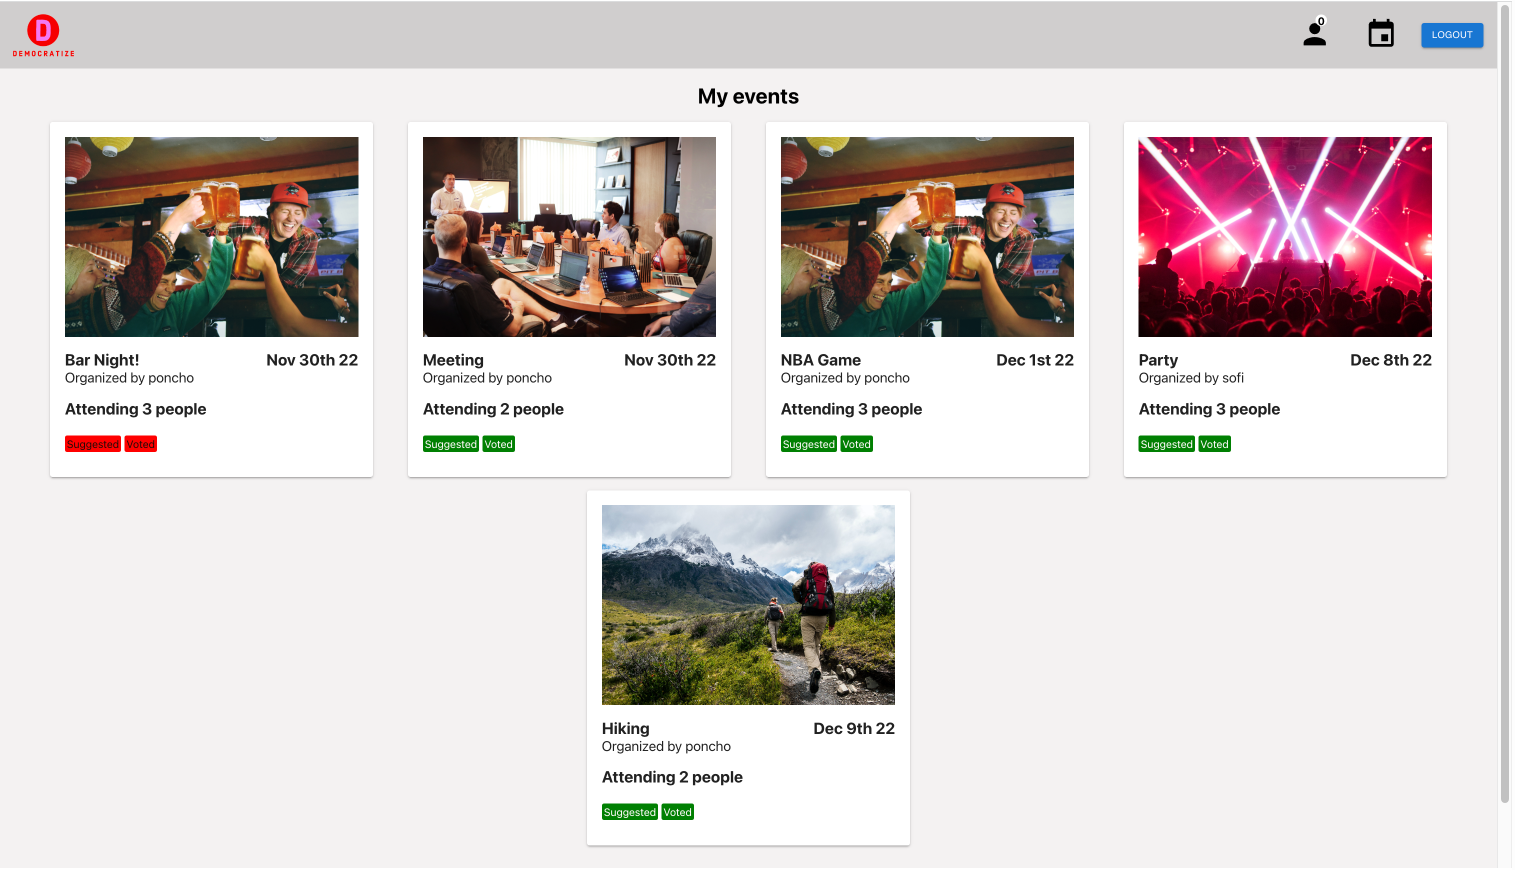 D
DEMOCRATIZE
0
LOGOUT
My events
Bar Night!
Nov 30th 22
Organized by poncho
Attending 3 people
Suggested Voted
Meeting
Nov 30th 22
Organized by poncho
Attending 2 people
Suggested Voted
NBA Game
Dec 1st 22
Organized by poncho
Attending 3 people
Suggested Voted
Party
Dec 8th 22
Organized by sofi
Attending 3 people
Suggested Voted
Hiking
Dec 9th 22
Organized by poncho
Attending 2 people
Suggested Voted